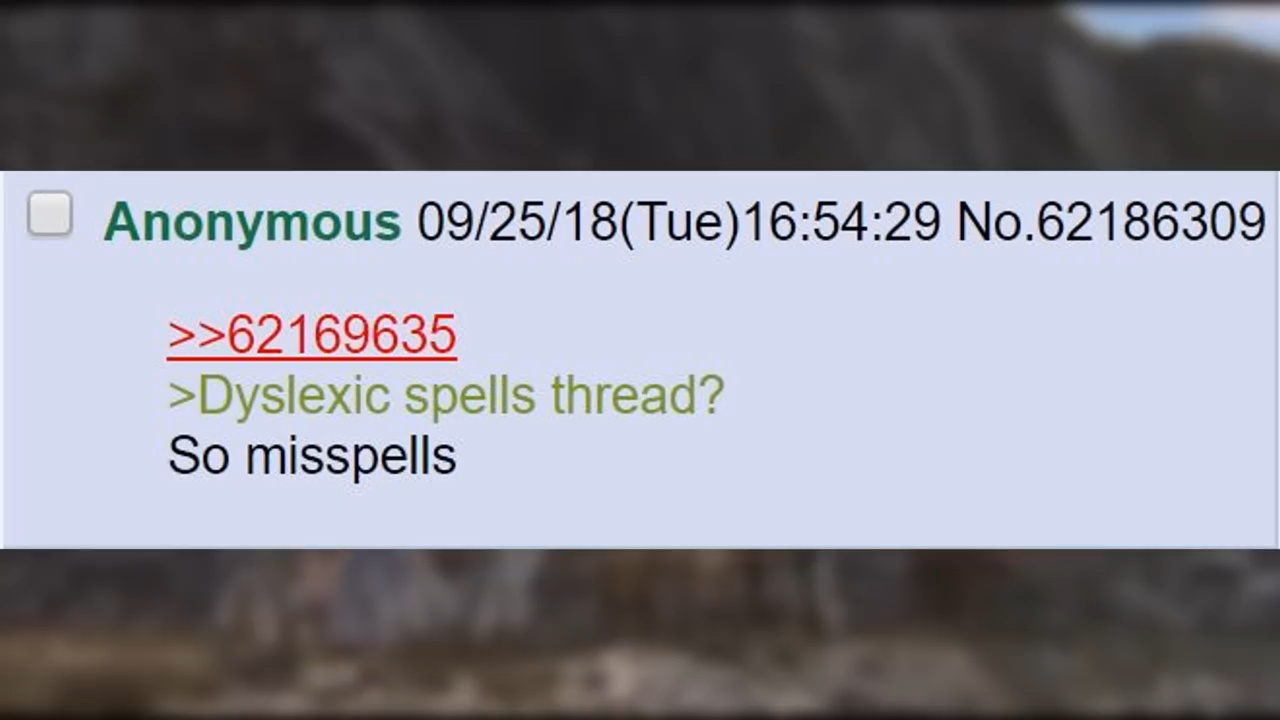 Anonymous 09/25/18(Tue)16:54:29 No.62186309
>>62169635
>Dyslexic spells thread?
So misspells